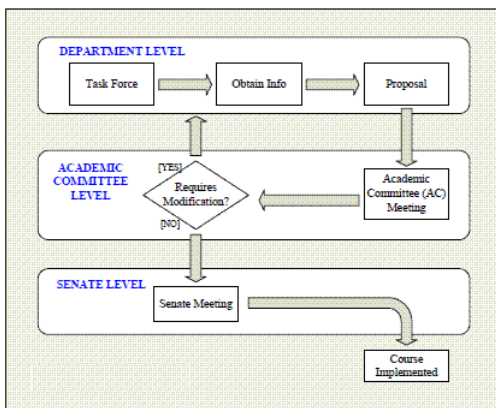 DEPARTMENT LEVEL
Task Force
Obtain Info
Proposal
ACADEMIC
COMMITTEE
LEVEL
[YES]
Requires
Modification?
[NO]
Academic
Committee (AC)
Meeting
SENATE LEVEL
Senate Meeting
Course
Implemented